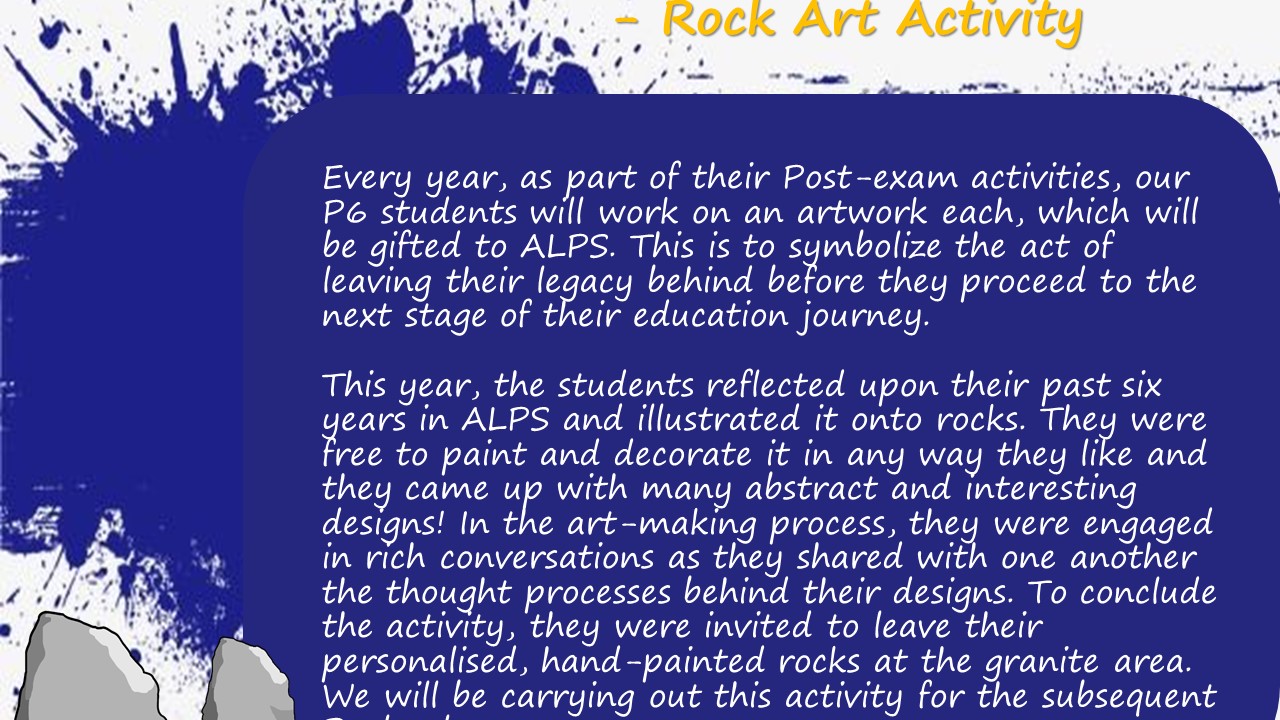 - Rock Art Activity
Every year, as part of their Post-exam activities, our
P6 students will work on an artwork each, which will
be gifted to ALPS. This is to symbolize the act of
leaving their legacy behind before they proceed to the
next stage of their education journey.
This year, the students reflected upon their past six
years in ALPS and illustrated it onto rocks. They were
free to paint and decorate it in any way they like and
they came up with many abstract and interesting
designs! In the art-making process, they were engaged
in rich conversations as they shared with one another
the thought processes behind their designs. To conclude
the activity, they were invited to leave their
personalised, hand-painted rocks at the granite area.
We will be carrying out this activity for the subsequent